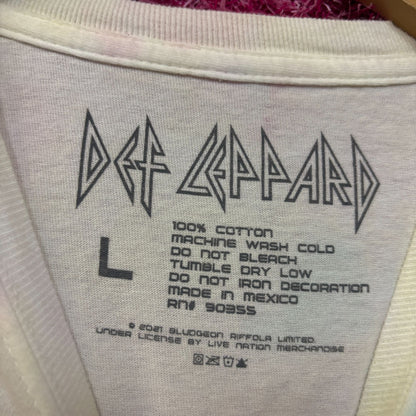 DEF LEPPARD
L
100% COTTON
MACHINE WASH COLD
DO NOT BLEACH
TUMBLE DRY LOW
DO NOT IRON DECORATION
MADE IN MEXICO
RN# 90355
© 2021 BLUDGEON RIFFOLA LIMITED.
UNDER LICENSE BY LIVE NATION MERCHANDISE